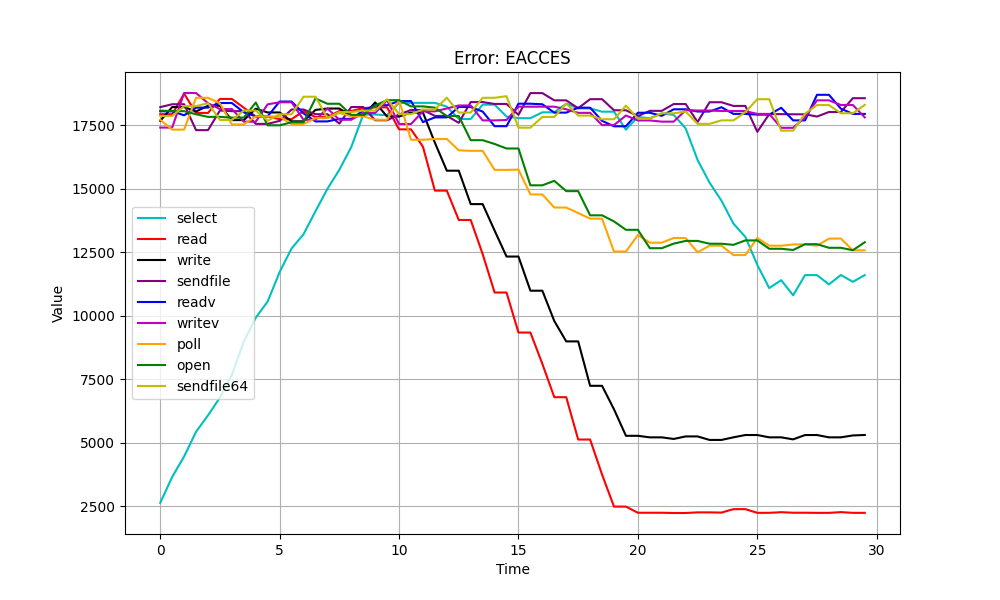 Error: EACCES
Value
17500
15000
12500
10000
7500
5000
2500
select
read
write
sendfile
readv
writev
poll
open
sendfile64
0 5 10 15 20 25 30
Time